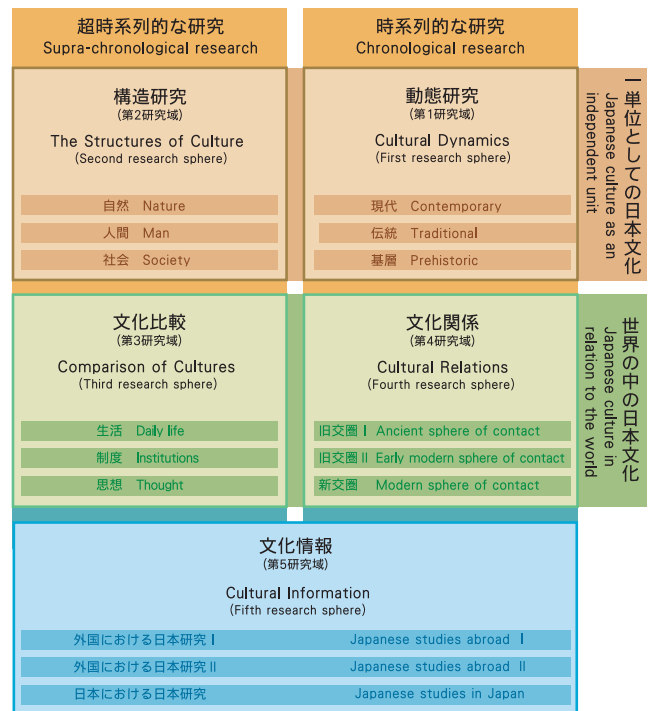 超時系列的な研究
Supra-chronological research
時系列的な研究
Chronological research
構造研究
(第2研究域)
The Structures of Culture
(Second research sphere)
自然 Nature
人間 Man
社会 Society
動態研究
(第1研究域)
Cultural Dynamics
(First research sphere)
現代 Contemporary
伝統 Traditional
基層 Prehistoric
一単位としての日本文化
Japanese culture as an
independent unit
文化比較
(第3研究域)
Comparison of Cultures
(Third research sphere)
生活 Daily life
制度 Institutions
思想 Thought
文化関係
(第4研究域)
Cultural Relations
(Fourth research sphere)
旧交圏 I Ancient sphere of contact
旧交圏 II Early modern sphere of contact
新交圏 Modern sphere of contact
世界の中の日本文化
Japanese culture in
relation to the world
文化情報
(第5研究域)
Cultural Information
(Fifth research sphere)
外国における日本研究 I Japanese studies abroad I
外国における日本研究 II Japanese studies abroad II
日本における日本研究 Japanese studies in Japan